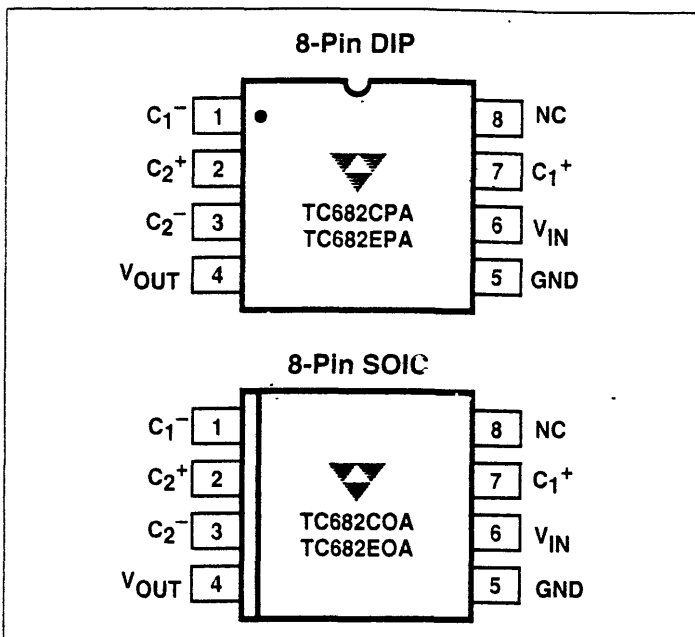 8-Pin DIP
C1− 1 8 NC
C2+ 2 7 C1+
C2− 3 TC682CPA 6 VIN
TC682EPA
VOUT 4 5 GND
8-Pin SOIC
C1− 1 8 NC
C2+ 2 7 C1+
C2− 3 TC682COA 6 VIN
TC682EOA
VOUT 4 5 GND